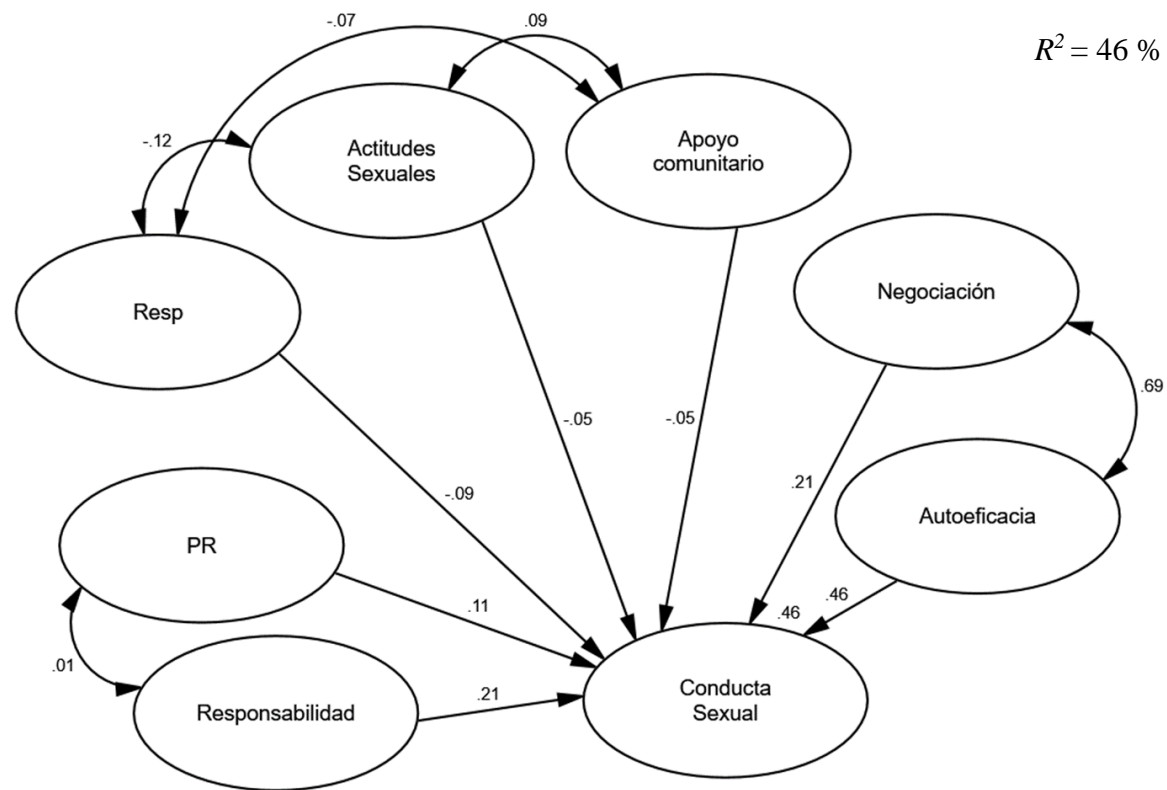 -.07
.09
R² = 46 %
-.12
Actitudes
Sexuales
Apoyo
comunitario
Resp
Negociación
.69
-.05
-.05
.21
-.09
Autoeficacia
PR
.11
.46
.46
.01
Responsabilidad
.21
Conducta
Sexual